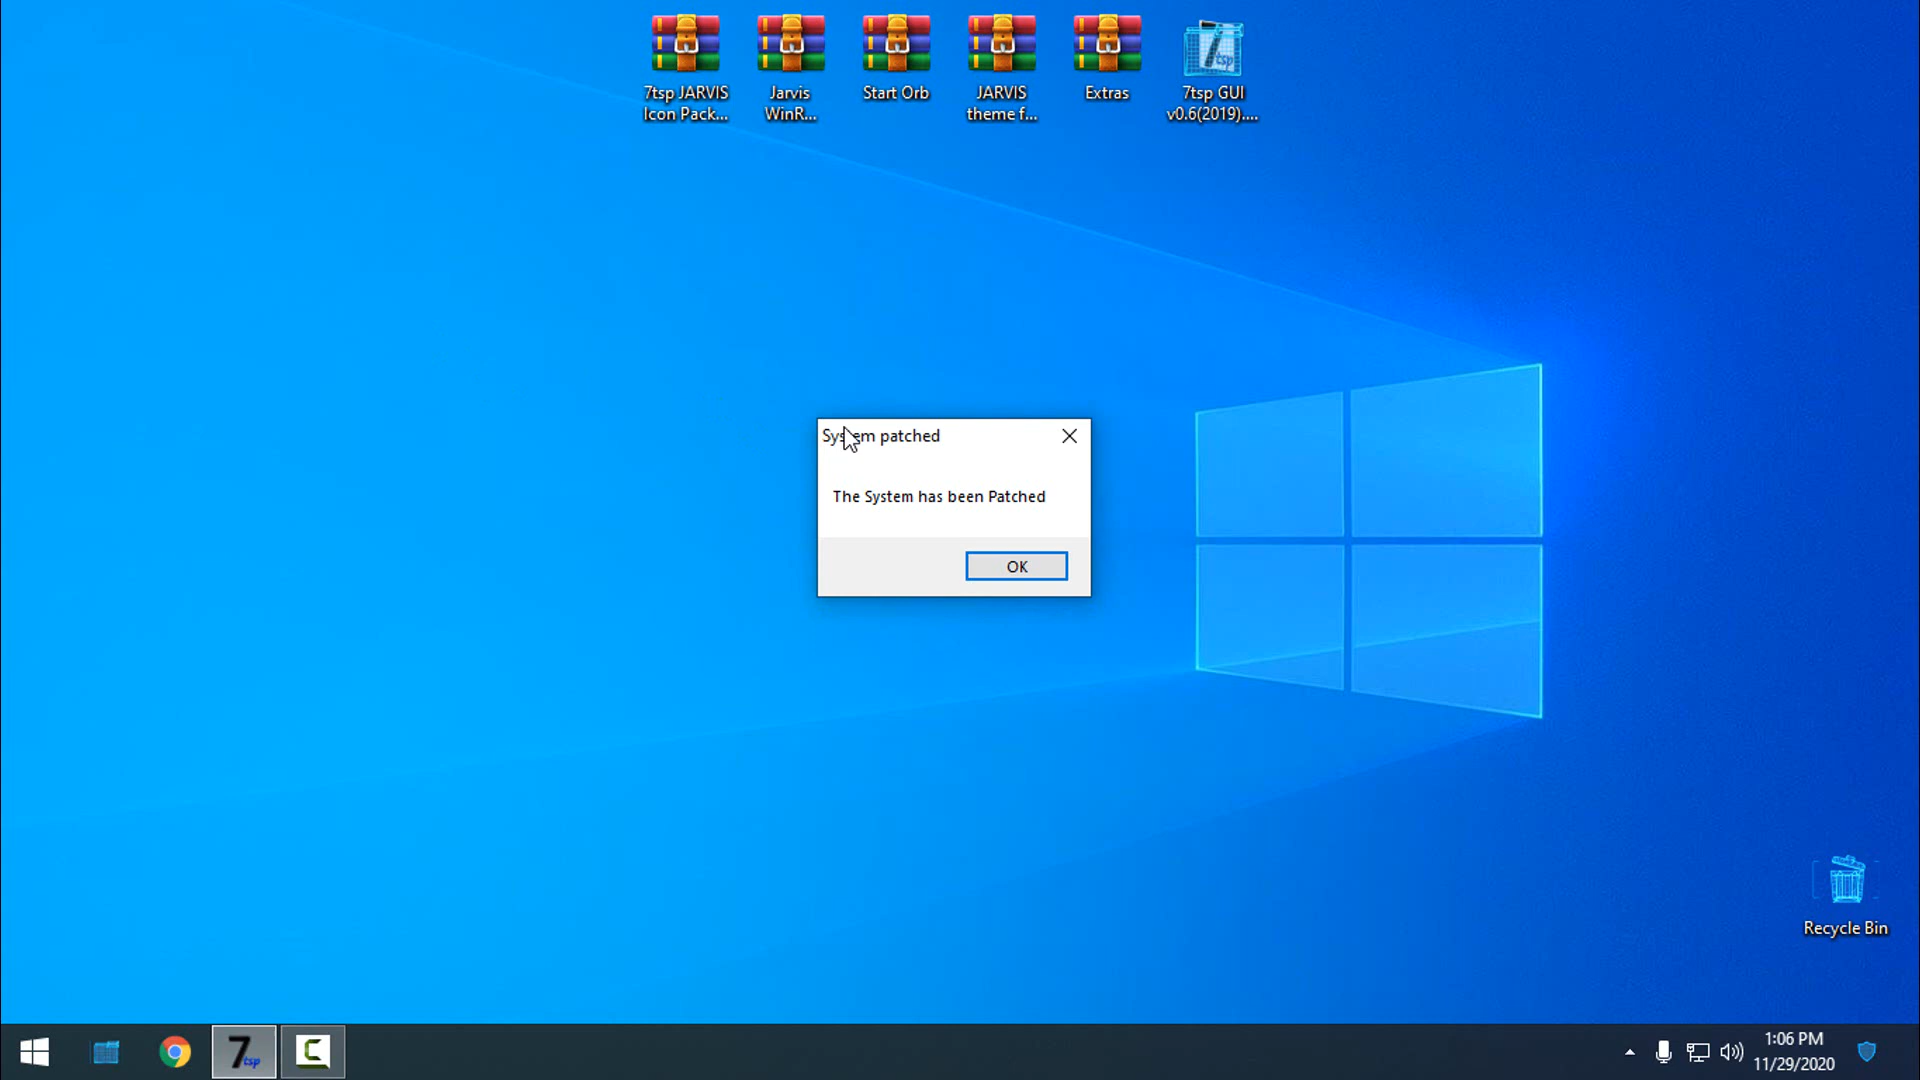 7tsp JARVIS
Icon Pack...
Jarvis
WinR...
Start Orb
JARVIS
theme f...
Extras
7tsp GUI
v0.6(2019)....
System patched
The System has been Patched
OK
Recycle Bin
7tsp
1:06 PM
11/29/2020